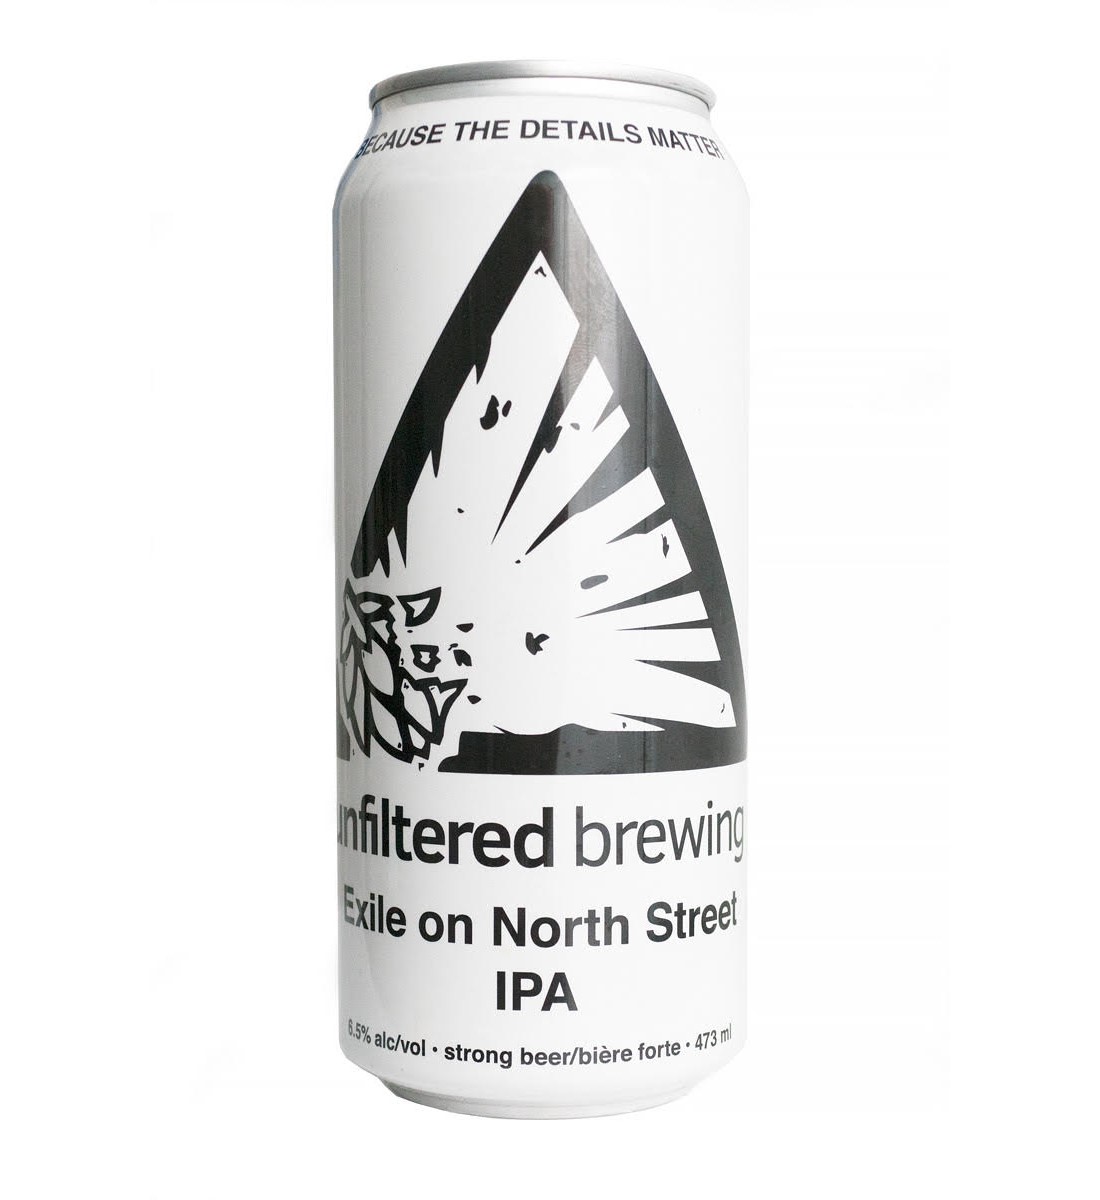 BECAUSE THE DETAILS MATTER
unfiltered brewing
Exile on North Street
IPA
6.5% alc/vol • strong beer/bière forte • 473 ml